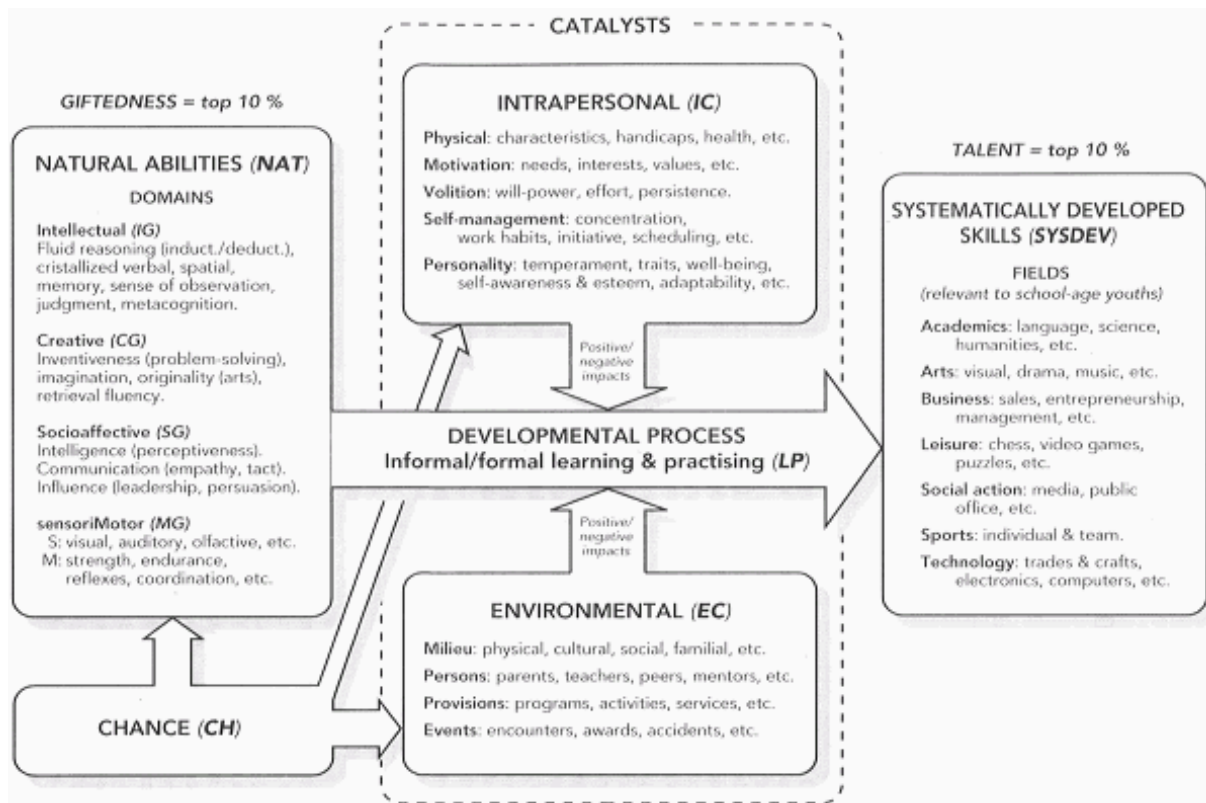 CATALYSTS
GIFTEDNESS = top 10 %
NATURAL ABILITIES (NAT)
DOMAINS
Intellectual (IG)
Fluid reasoning (induct./deduct.),
cristallized verbal, spatial,
memory, sense of observation,
judgment, metacognition.
Creative (CG)
Inventiveness (problem-solving),
imagination, originality (arts),
retrieval fluency.
Socioaffective (SG)
Intelligence (perceptiveness).
Communication (empathy, tact).
Influence (leadership, persuasion).
sensoriMotor (MG)
S: visual, auditory, olfactive, etc.
M: strength, endurance,
reflexes, coordination, etc.
CHANCE (CH)
INTRAPERSONAL (IC)
Physical: characteristics, handicaps, health, etc.
Motivation: needs, interests, values, etc.
Volition: will-power, effort, persistence.
Self-management: concentration,
work habits, initiative, scheduling, etc.
Personality: temperament, traits, well-being,
self-awareness & esteem, adaptability, etc.
Positive/
negative
impacts
DEVELOPMENTAL PROCESS
Informal/formal learning & practising (LP)
Positive/
negative
impacts
ENVIRONMENTAL (EC)
Milieu: physical, cultural, social, familial, etc.
Persons: parents, teachers, peers, mentors, etc.
Provisions: programs, activities, services, etc.
Events: encounters, awards, accidents, etc.
TALENT = top 10 %
SYSTEMATICALLY DEVELOPED
SKILLS (SYSDEV)
FIELDS
(relevant to school-age youths)
Academics: language, science,
humanities, etc.
Arts: visual, drama, music, etc.
Business: sales, entrepreneurship,
management, etc.
Leisure: chess, video games,
puzzles, etc.
Social action: media, public
office, etc.
Sports: individual & team.
Technology: trades & crafts,
electronics, computers, etc.